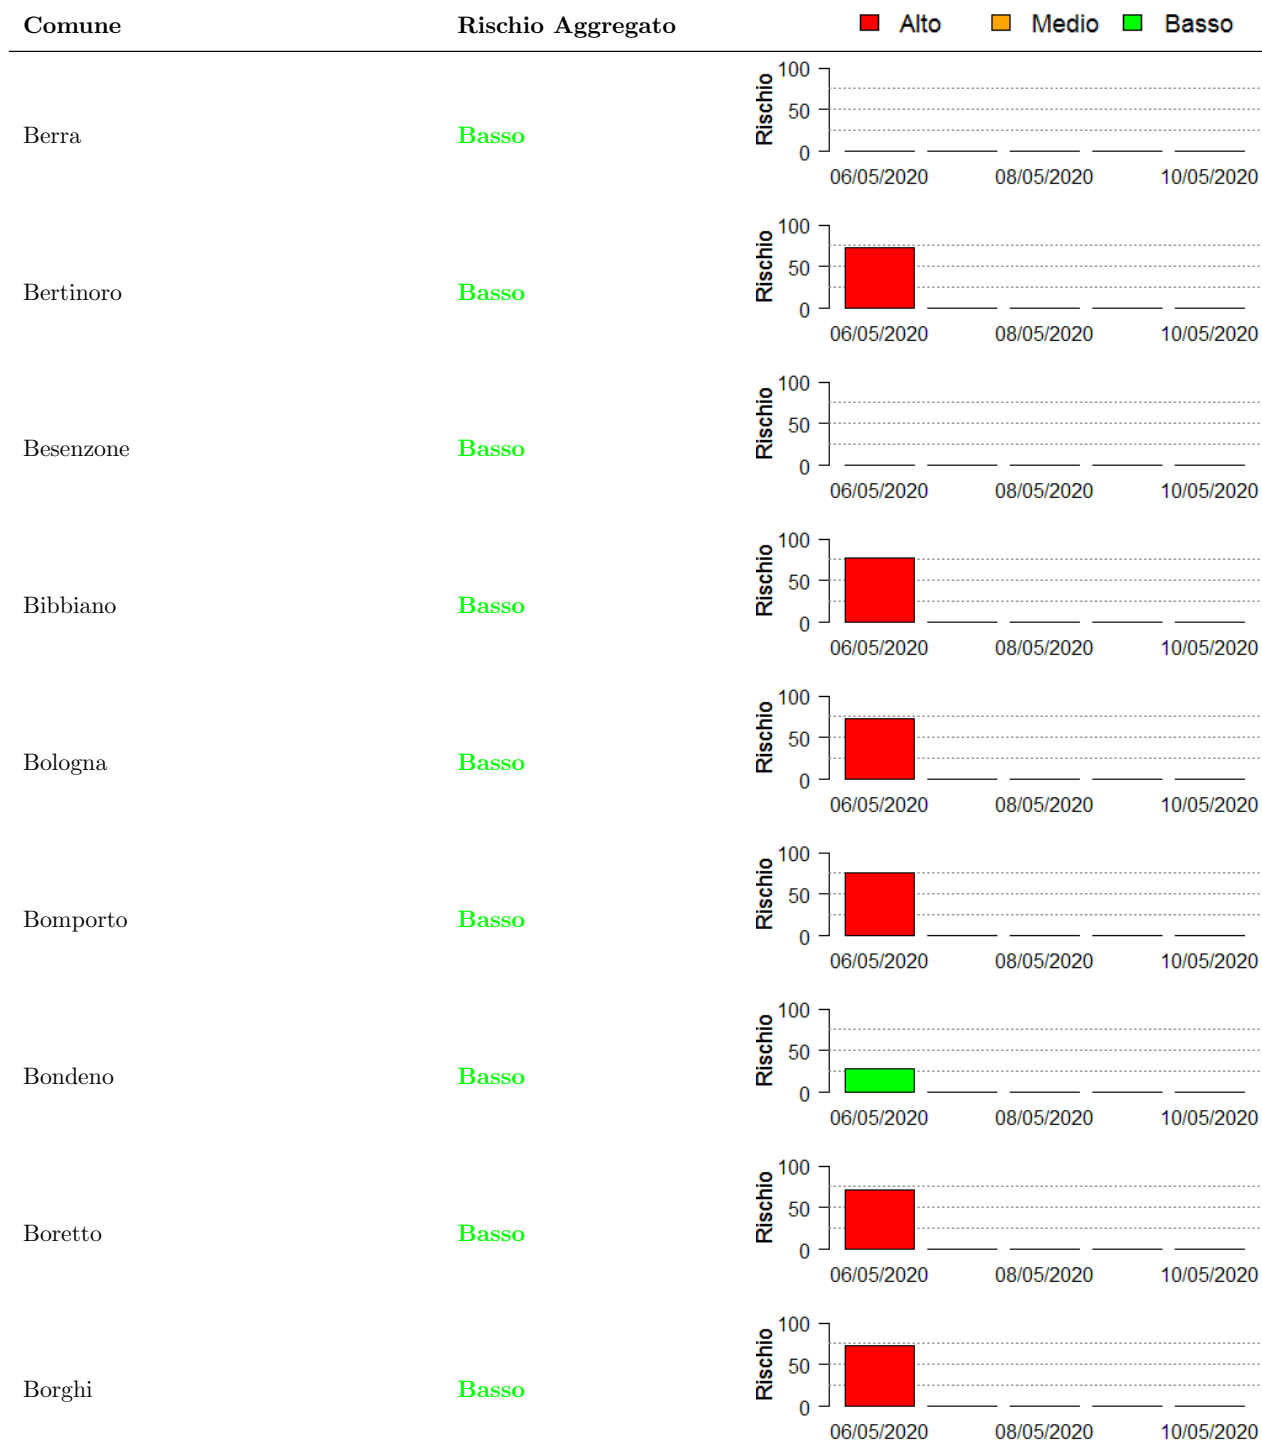 Comune Rischio Aggregato Alto Medio Basso
100
50
0
Rischio
Berra Basso
06/05/2020 08/05/2020 10/05/2020
100
50
0
Rischio
Bertinoro Basso
06/05/2020 08/05/2020 10/05/2020
100
50
0
Rischio
Besenzone Basso
06/05/2020 08/05/2020 10/05/2020
100
50
0
Rischio
Bibbiano Basso
06/05/2020 08/05/2020 10/05/2020
100
50
0
Rischio
Bologna Basso
06/05/2020 08/05/2020 10/05/2020
100
50
0
Rischio
Bomporto Basso
06/05/2020 08/05/2020 10/05/2020
100
50
0
Rischio
Bondeno Basso
06/05/2020 08/05/2020 10/05/2020
100
50
0
Rischio
Boretto Basso
06/05/2020 08/05/2020 10/05/2020
100
50
0
Rischio
Borghi Basso
06/05/2020 08/05/2020 10/05/2020